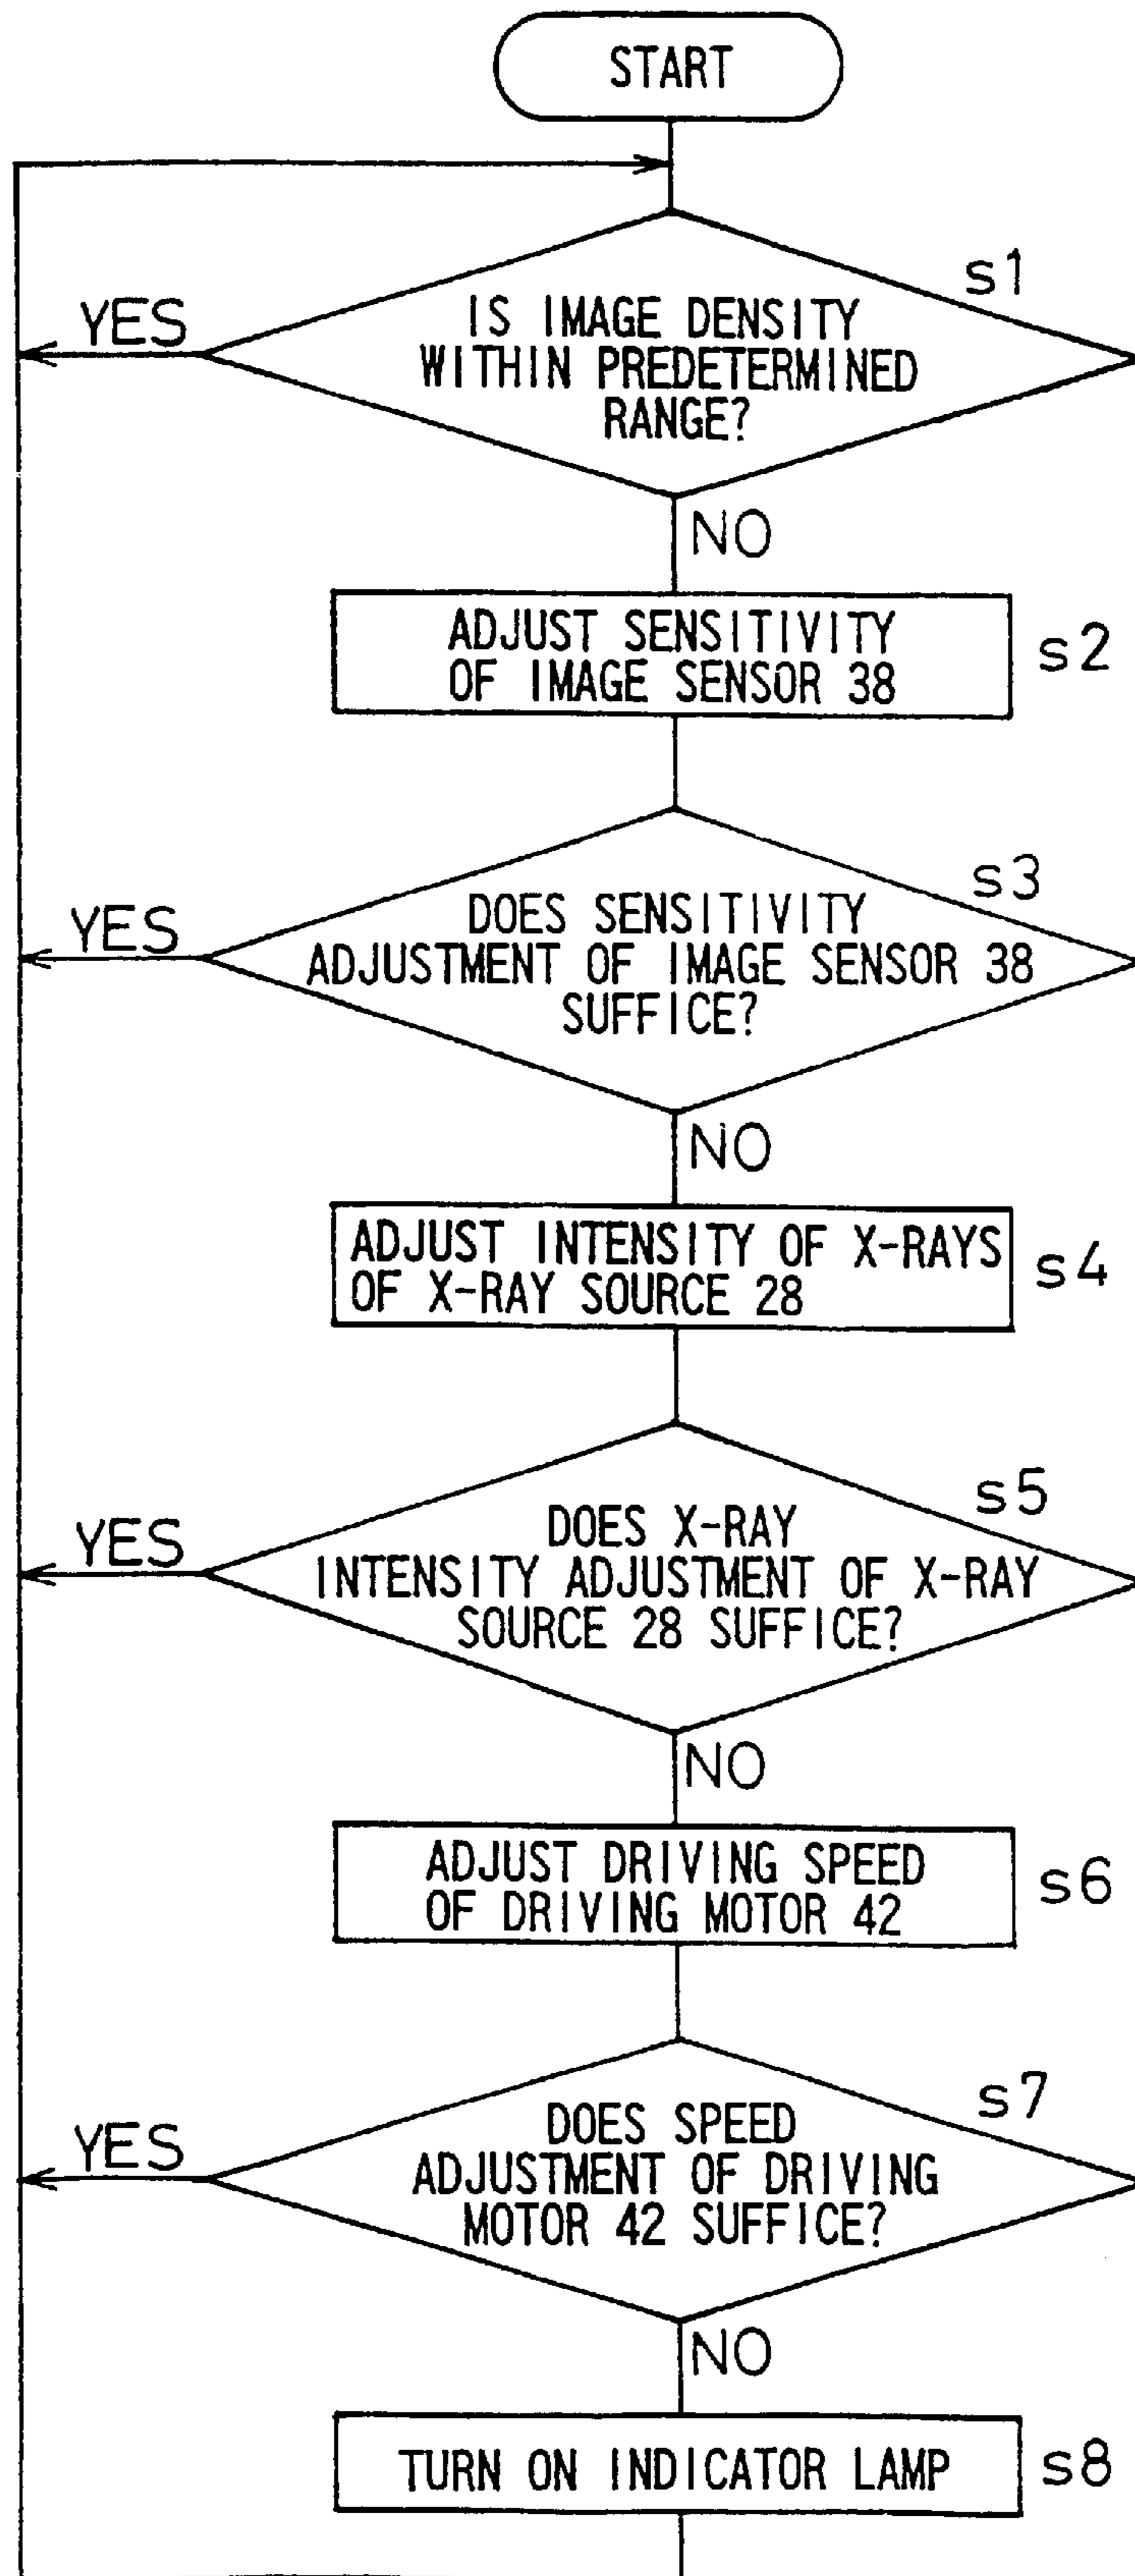 START
s1
YES
IS IMAGE DENSITY
WITHIN PREDETERMINED
RANGE?
NO
ADJUST SENSITIVITY
OF IMAGE SENSOR 38
s2
s3
YES
DOES SENSITIVITY
ADJUSTMENT OF IMAGE SENSOR 38
SUFFICE?
NO
ADJUST INTENSITY OF X-RAYS
OF X-RAY SOURCE 28
s4
s5
YES
DOES X-RAY
INTENSITY ADJUSTMENT OF X-RAY
SOURCE 28 SUFFICE?
NO
ADJUST DRIVING SPEED
OF DRIVING MOTOR 42
s6
s7
YES
DOES SPEED
ADJUSTMENT OF DRIVING
MOTOR 42 SUFFICE?
NO
TURN ON INDICATOR LAMP
s8